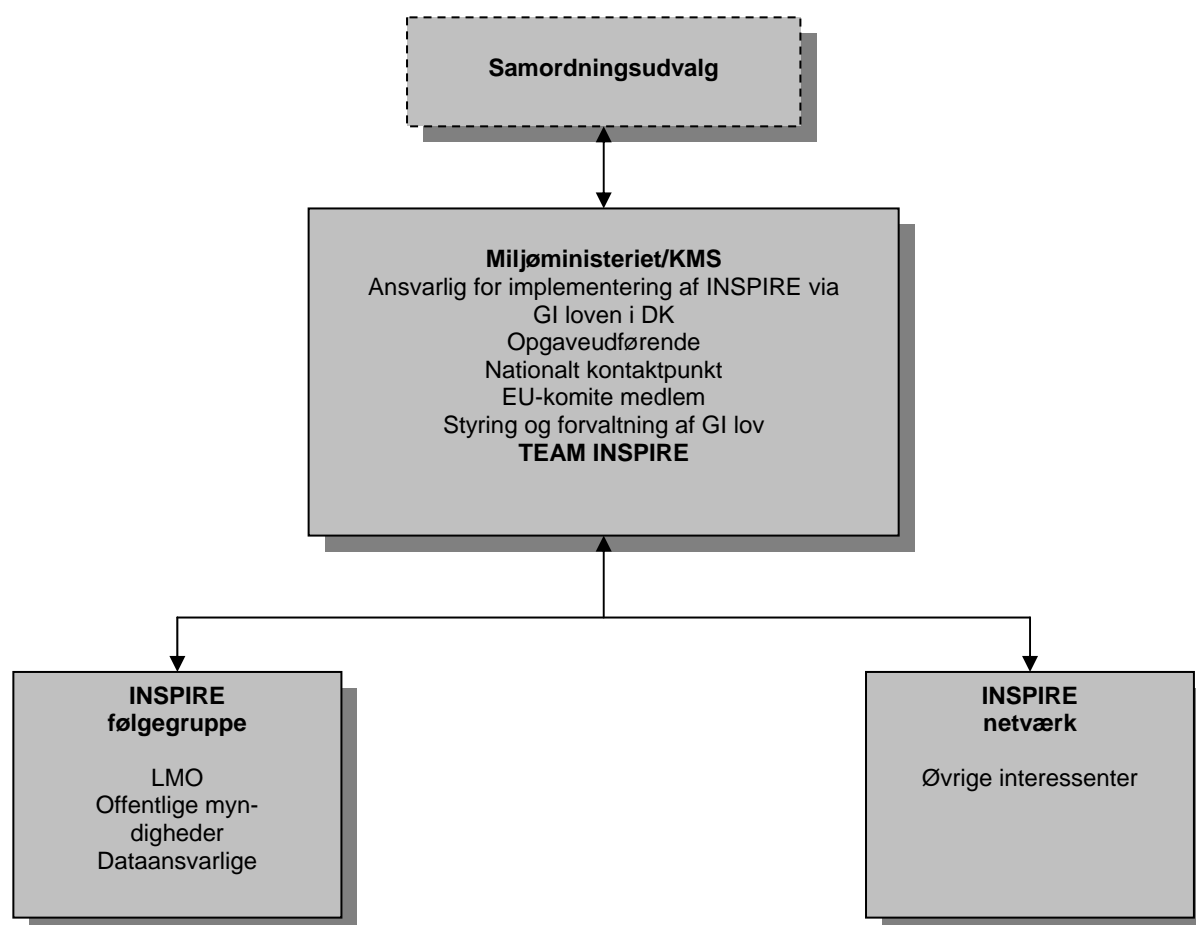 Samordningsudvalg
Miljøministeriet/KMS
Ansvarlig for implementering af INSPIRE via
GI loven i DK
Opgaveudførende
Nationalt kontaktpunkt
EU-komite medlem
Styring og forvaltning af GI lov
TEAM INSPIRE
INSPIRE
følgegruppe
LMO
Offentlige myn-
digheder
Dataansvarlige
INSPIRE
netværk
Øvrige interessenter